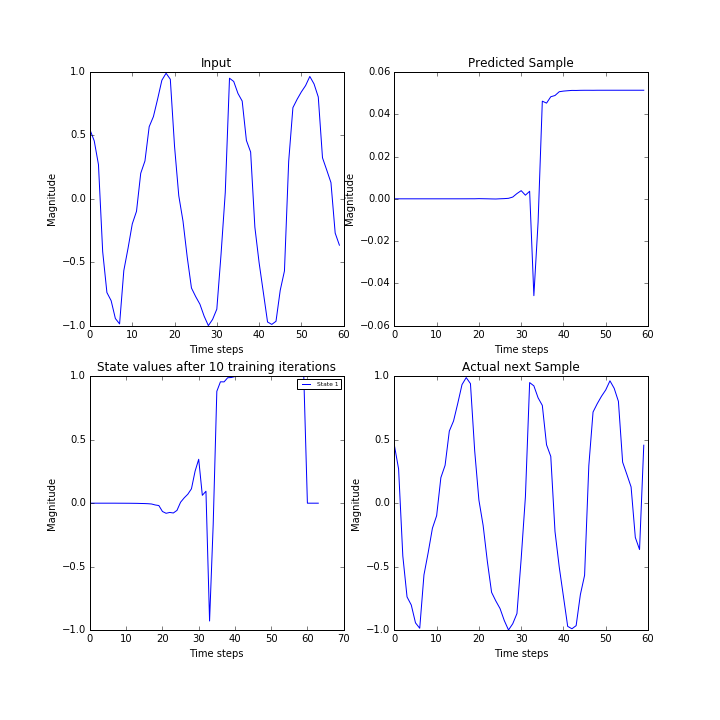 Input
Predicted Sample
1.0
0.5
0.0
−0.5
−1.0
Magnitude
0 10 20 30 40 50 60
Time steps
0.06
0.04
0.02
0.00
−0.02
−0.04
−0.06
Magnitude
0 10 20 30 40 50 60
Time steps
State values after 10 training iterations
Actual next Sample
1.0
0.5
0.0
−0.5
−1.0
Magnitude
State 1
0 10 20 30 40 50 60 70
Time steps
1.0
0.5
0.0
−0.5
−1.0
Magnitude
0 10 20 30 40 50 60
Time steps